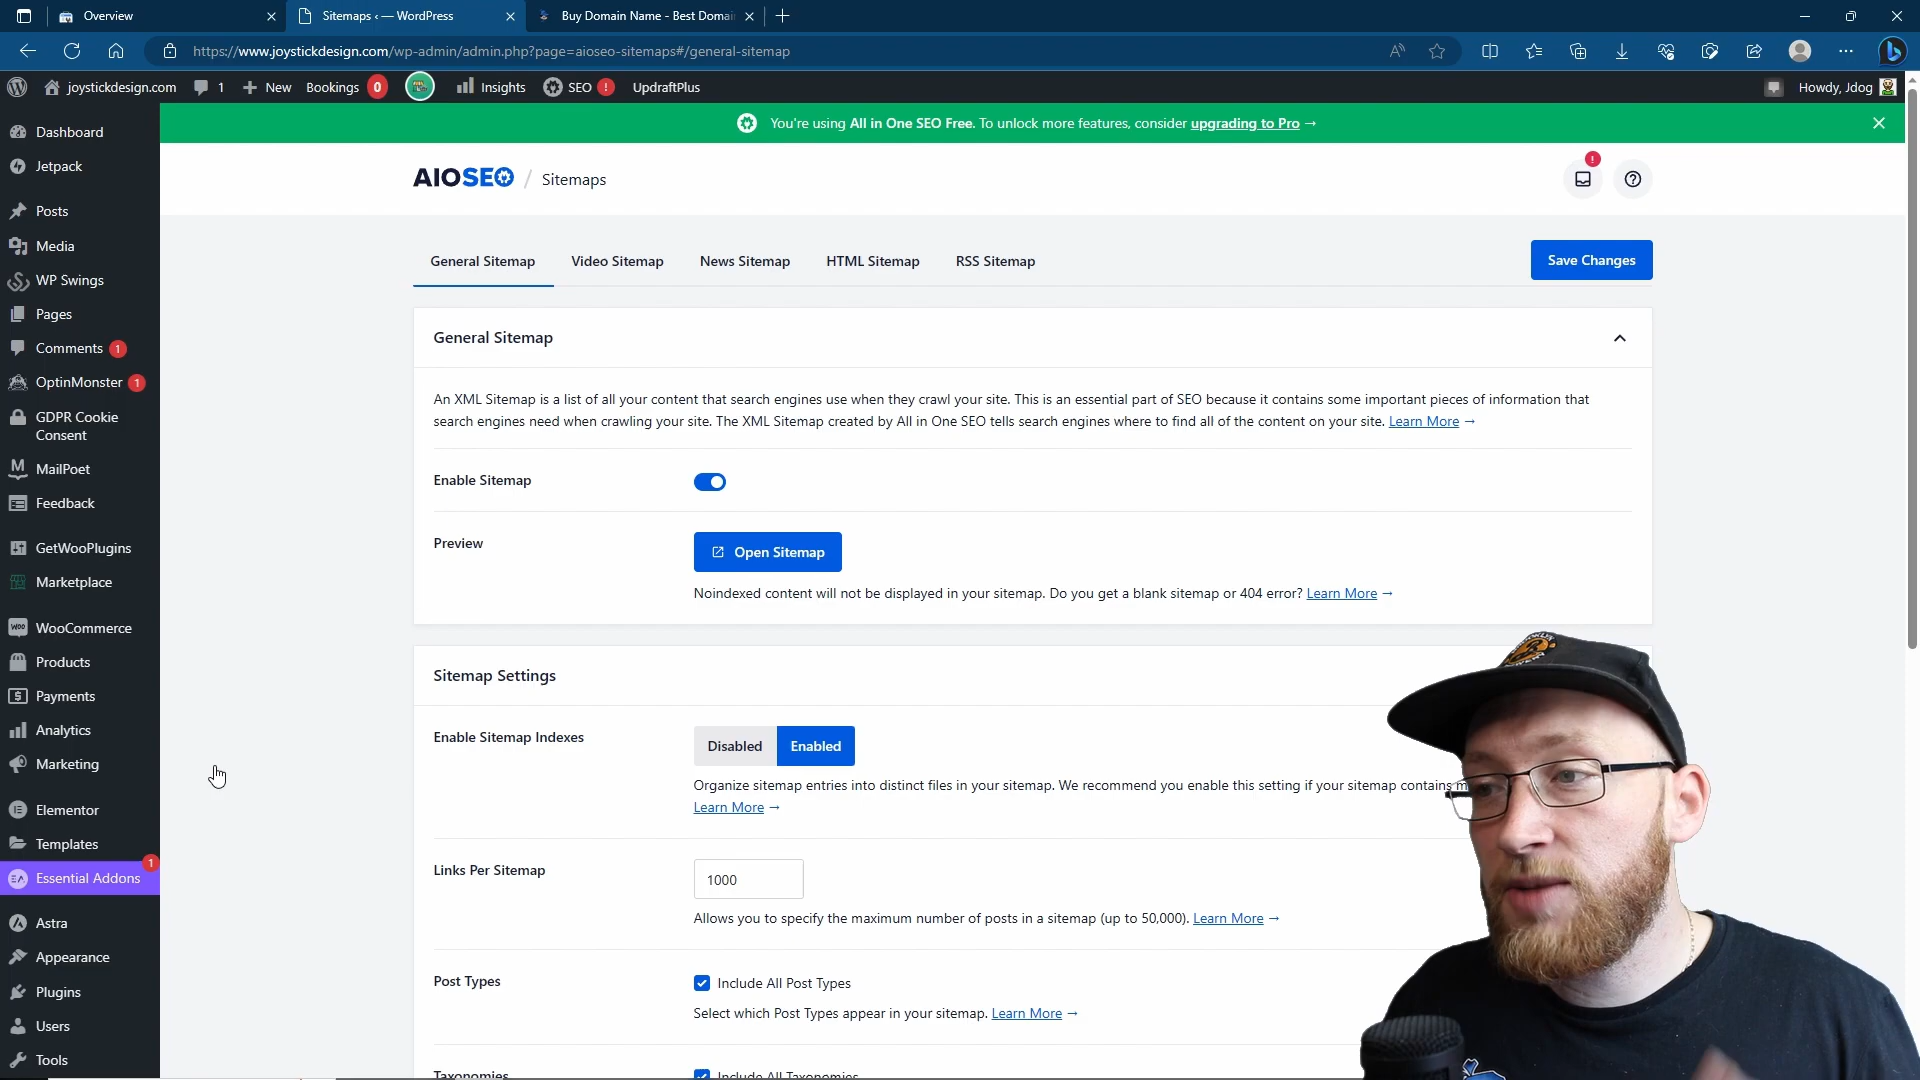 Overview
Sitemaps ‹ — WordPress
Buy Domain Name - Best Domai
https://www.joystickdesign.com/wp-admin/admin.php?page=aioseo-sitemaps#/general-sitemap
joystickdesign.com
1
New
Bookings 0
Insights
SEO !
UpdraftPlus
Howdy, Jdog
You're using All in One SEO Free. To unlock more features, consider upgrading to Pro →
Dashboard
Jetpack
Posts
Media
WP Swings
Pages
Comments 1
OptinMonster 1
GDPR Cookie
Consent
MailPoet
Feedback
GetWooPlugins
Marketplace
WooCommerce
Products
Payments
Analytics
Marketing
Elementor
Templates
Essential Addons 1
Astra
Appearance
Plugins
Users
Tools
AIOSEO / Sitemaps
!
General Sitemap
Video Sitemap
News Sitemap
HTML Sitemap
RSS Sitemap
Save Changes
General Sitemap
An XML Sitemap is a list of all your content that search engines use when they crawl your site. This is an essential part of SEO because it contains some important pieces of information that
search engines need when crawling your site. The XML Sitemap created by All in One SEO tells search engines where to find all of the content on your site. Learn More →
Enable Sitemap
Preview
Open Sitemap
Noindexed content will not be displayed in your sitemap. Do you get a blank sitemap or 404 error? Learn More →
Sitemap Settings
Enable Sitemap Indexes
Disabled
Enabled
Organize sitemap entries into distinct files in your sitemap. We recommend you enable this setting if your sitemap contains m
Learn More →
Links Per Sitemap
1000
Allows you to specify the maximum number of posts in a sitemap (up to 50,000). Learn More →
Post Types
Include All Post Types
Select which Post Types appear in your sitemap. Learn More →
Taxonomies
Include All Taxonomies